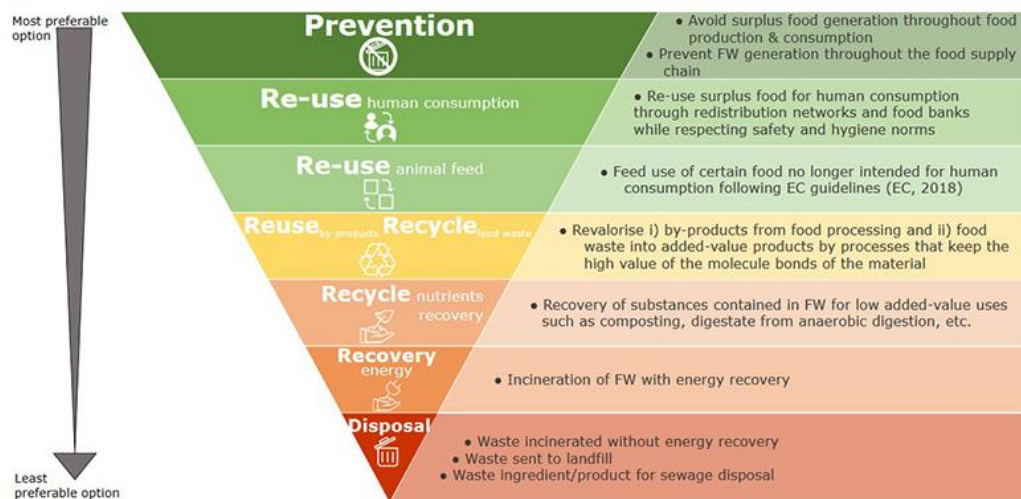 Most preferable
option
Prevention
● Avoid surplus food generation throughout food
production & consumption
● Prevent FW generation throughout the food supply
chain
Re-use human consumption
● Re-use surplus food for human consumption
through redistribution networks and food banks
while respecting safety and hygiene norms
Re-use animal feed
● Feed use of certain food no longer intended for human
consumption following EC guidelines (EC, 2018)
Reuse by-products Recycle food waste
● Revalorise i) by-products from food processing and ii) food
waste into added-value products by processes that keep the
high value of the molecule bonds of the material
Recycle nutrients
recovery
● Recovery of substances contained in FW for low added-value uses
such as composting, digestate from anaerobic digestion, etc.
Recovery
energy
● Incineration of FW with energy recovery
Disposal
● Waste incinerated without energy recovery
● Waste sent to landfill
● Waste ingredient/product for sewage disposal
Least
preferable option